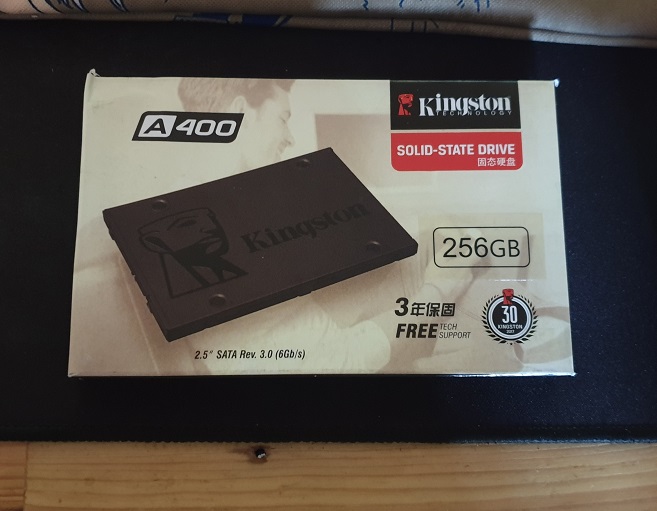 A400
Kingston
TECHNOLOGY
SOLID-STATE DRIVE
固态硬盘
Kingston
256GB
3年保固
FREE TECH SUPPORT
30
KINGSTON
2.5" SATA Rev. 3.0 (6Gb/s)